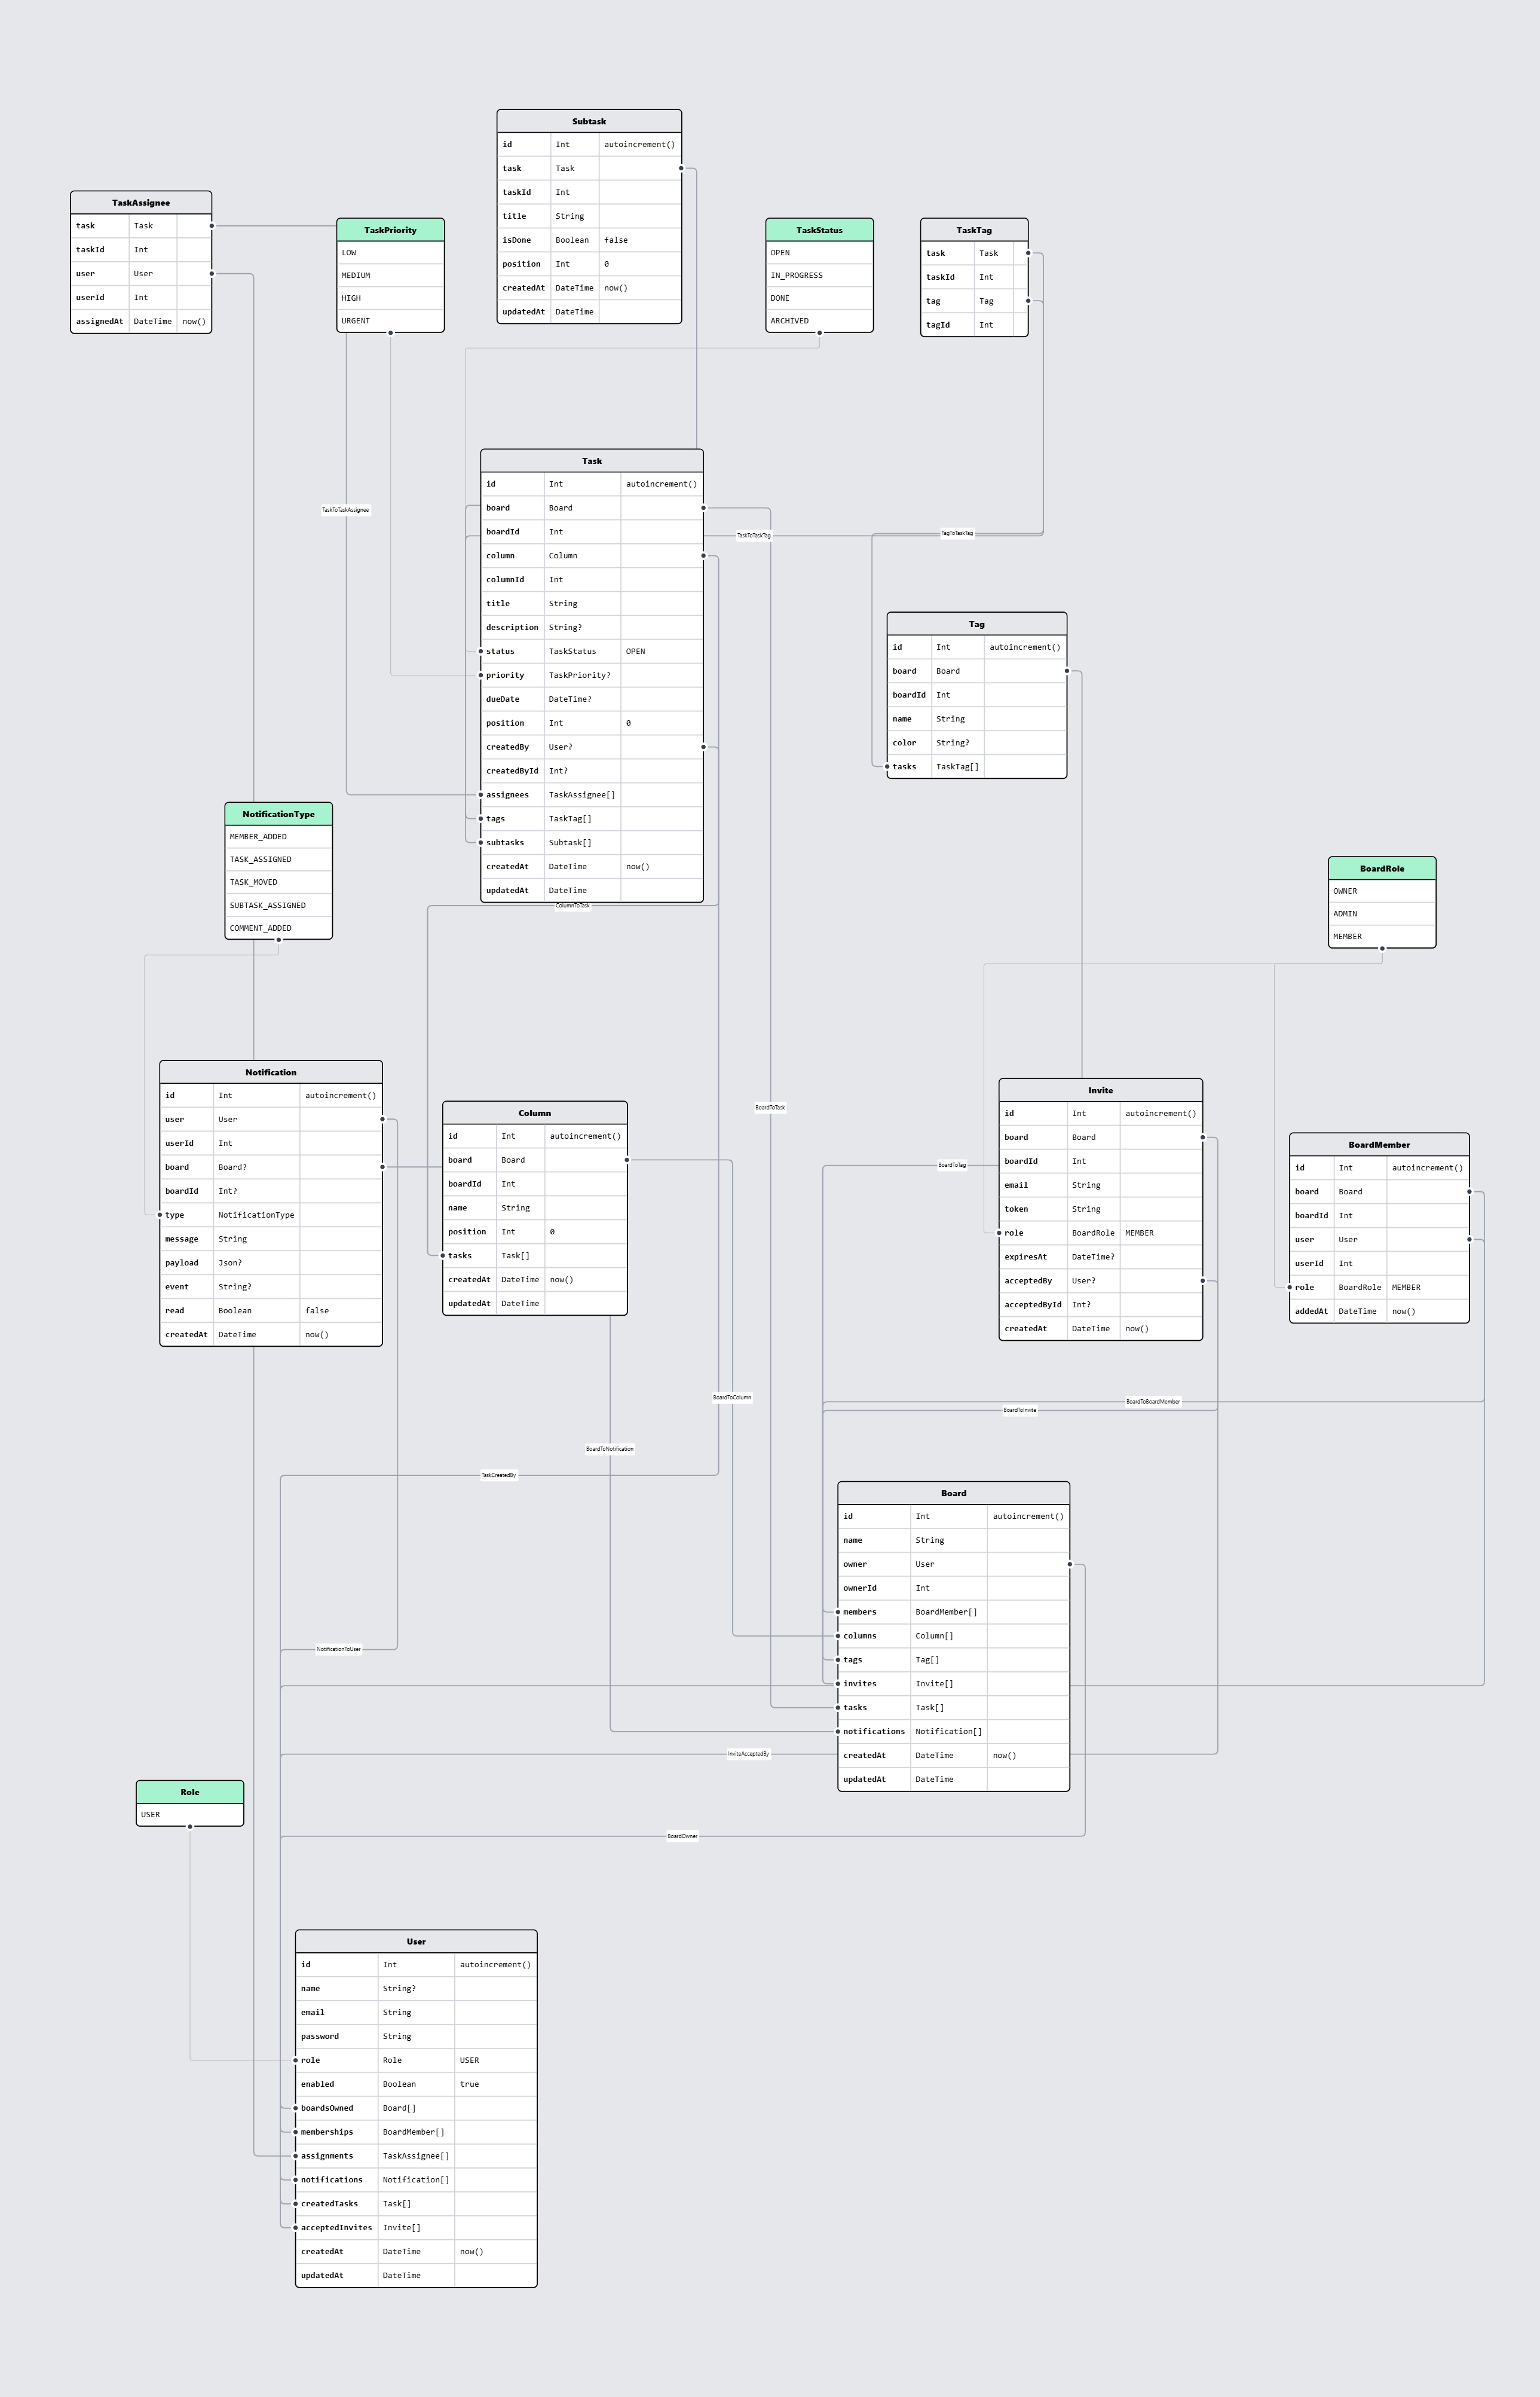 Subtask
id Int autoincrement()
task Task
taskId Int
title String
isDone Boolean false
position Int 0
createdAt DateTime now()
updatedAt DateTime
TaskAssignee
task Task
taskId Int
user User
userId Int
assignedAt DateTime now()
TaskPriority
LOW
MEDIUM
HIGH
URGENT
TaskStatus
OPEN
IN_PROGRESS
DONE
ARCHIVED
TaskTag
task Task
taskId Int
tag Tag
tagId Int
Task
id Int autoincrement()
board Board
boardId Int
column Column
columnId Int
title String
description String?
status TaskStatus OPEN
priority TaskPriority?
dueDate DateTime?
position Int 0
createdBy User?
createdById Int?
assignees TaskAssignee[]
tags TaskTag[]
subtasks Subtask[]
createdAt DateTime now()
updatedAt DateTime
TaskToTaskAssignee
TaskToTaskTag
TagToTaskTag
Tag
id Int autoincrement()
board Board
boardId Int
name String
color String?
tasks TaskTag[]
NotificationType
MEMBER_ADDED
TASK_ASSIGNED
TASK_MOVED
SUBTASK_ASSIGNED
COMMENT_ADDED
ColumnToTask
BoardRole
OWNER
ADMIN
MEMBER
Notification
id Int autoincrement()
user User
userId Int
board Board?
boardId Int?
type NotificationType
message String
payload Json?
event String?
read Boolean false
createdAt DateTime now()
Column
id Int autoincrement()
board Board
boardId Int
name String
position Int 0
tasks Task[]
createdAt DateTime now()
updatedAt DateTime
BoardToTask
BoardToTag
Invite
id Int autoincrement()
board Board
boardId Int
email String
token String
role BoardRole MEMBER
expiresAt DateTime?
acceptedBy User?
acceptedById Int?
createdAt DateTime now()
BoardMember
id Int autoincrement()
board Board
boardId Int
user User
userId Int
role BoardRole MEMBER
addedAt DateTime now()
BoardToColumn
BoardToBoardMember
BoardToInvite
BoardToNotification
TaskCreatedBy
Board
id Int autoincrement()
name String
owner User
ownerId Int
members BoardMember[]
columns Column[]
tags Tag[]
invites Invite[]
tasks Task[]
notifications Notification[]
createdAt DateTime now()
updatedAt DateTime
NotificationToUser
InviteAcceptedBy
BoardOwner
Role
USER
User
id Int autoincrement()
name String?
email String
password String
role Role USER
enabled Boolean true
boardsOwned Board[]
memberships BoardMember[]
assignments TaskAssignee[]
notifications Notification[]
createdTasks Task[]
acceptedInvites Invite[]
createdAt DateTime now()
updatedAt DateTime